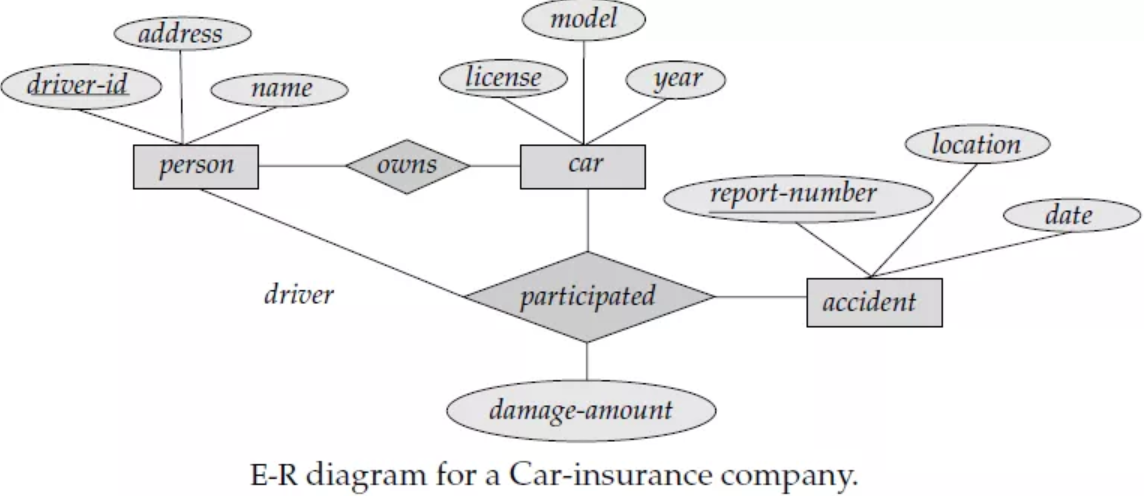 model
address
license
year
driver-id
name
location
person
owns
car
report-number
date
driver
participated
accident
damage-amount
E-R diagram for a Car-insurance company.